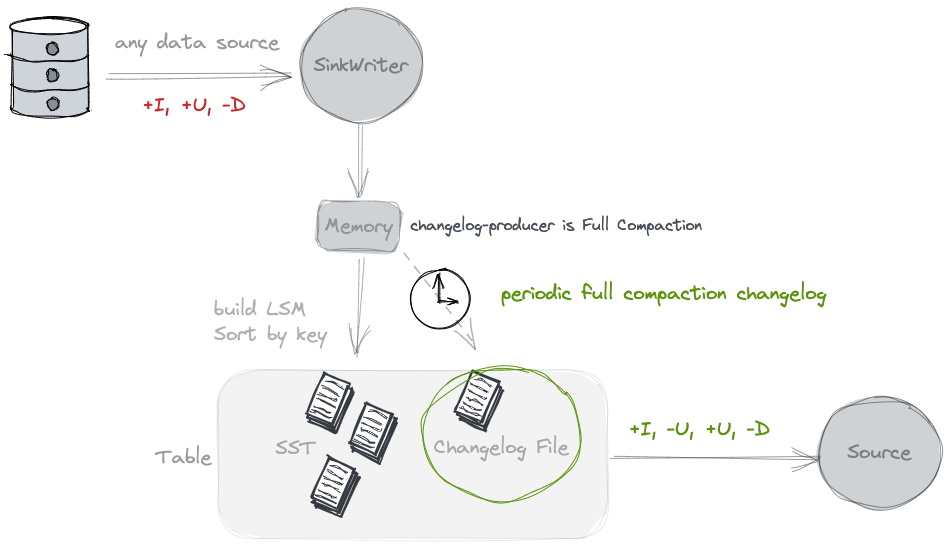 any data source
+I, +U, -D
SinkWriter
Memory
changelog-producer is Full Compaction
periodic full compaction changelog
build LSM
Sort by key
Table
SST
Changelog File
+I, -U, +U, -D
Source